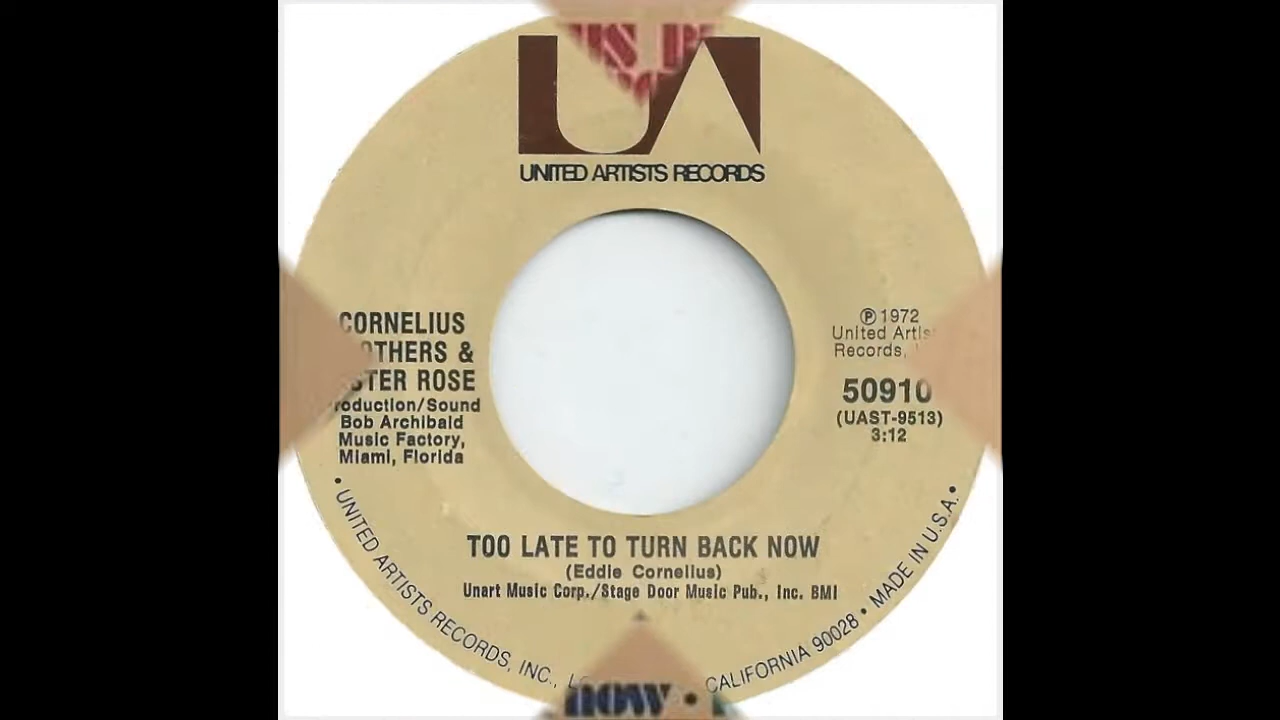 UA
UNITED ARTISTS RECORDS
CORNELIUS
OTHERS &
TER ROSE
roduction/Sound
Bob Archibald
Music Factory,
Miami, Florida
℗ 1972
United Artis
Records,
50910
(UAST-9513)
3:12
TOO LATE TO TURN BACK NOW
(Eddie Cornelius)
Unart Music Corp./Stage Door Music Pub., Inc. BMI
• UNITED ARTISTS RECORDS, INC., CALIFORNIA 90028 • MADE IN U.S.A. •
now •